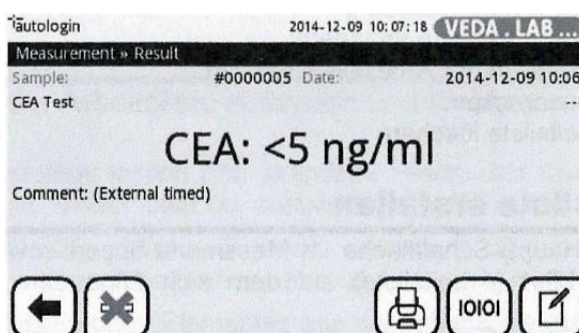 autologin 2014-12-09 10:07:18 VEDA.LAB...
Measurement » Result
Sample: #0000005 Date: 2014-12-09 10:06
CEA Test --
CEA: <5 ng/ml
Comment: (External timed)
IOIOI